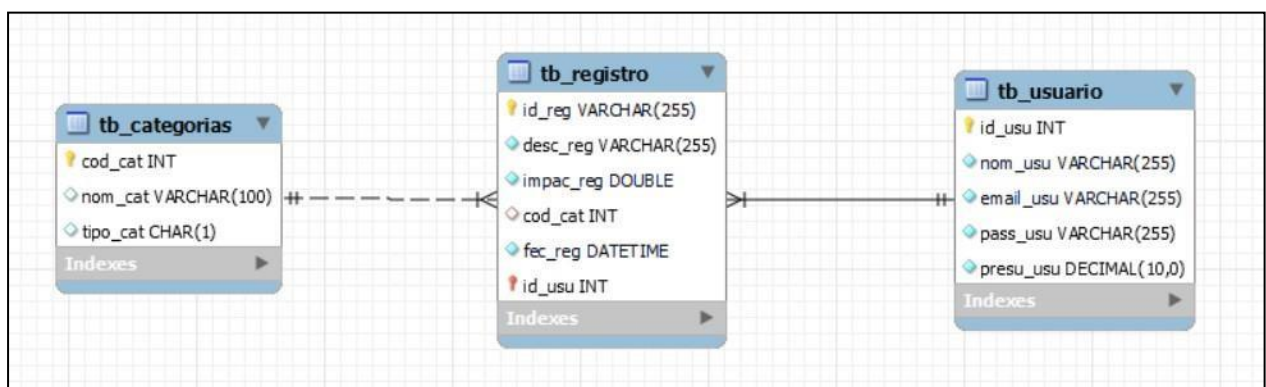 tb_categorias
cod_cat INT
nom_cat VARCHAR(100)
tipo_cat CHAR(1)
Indexes
tb_registro
id_reg VARCHAR(255)
desc_reg VARCHAR(255)
impac_reg DOUBLE
cod_cat INT
fec_reg DATETIME
id_usu INT
Indexes
tb_usuario
id_usu INT
nom_usu VARCHAR(255)
email_usu VARCHAR(255)
pass_usu VARCHAR(255)
presu_usu DECIMAL(10,0)
Indexes